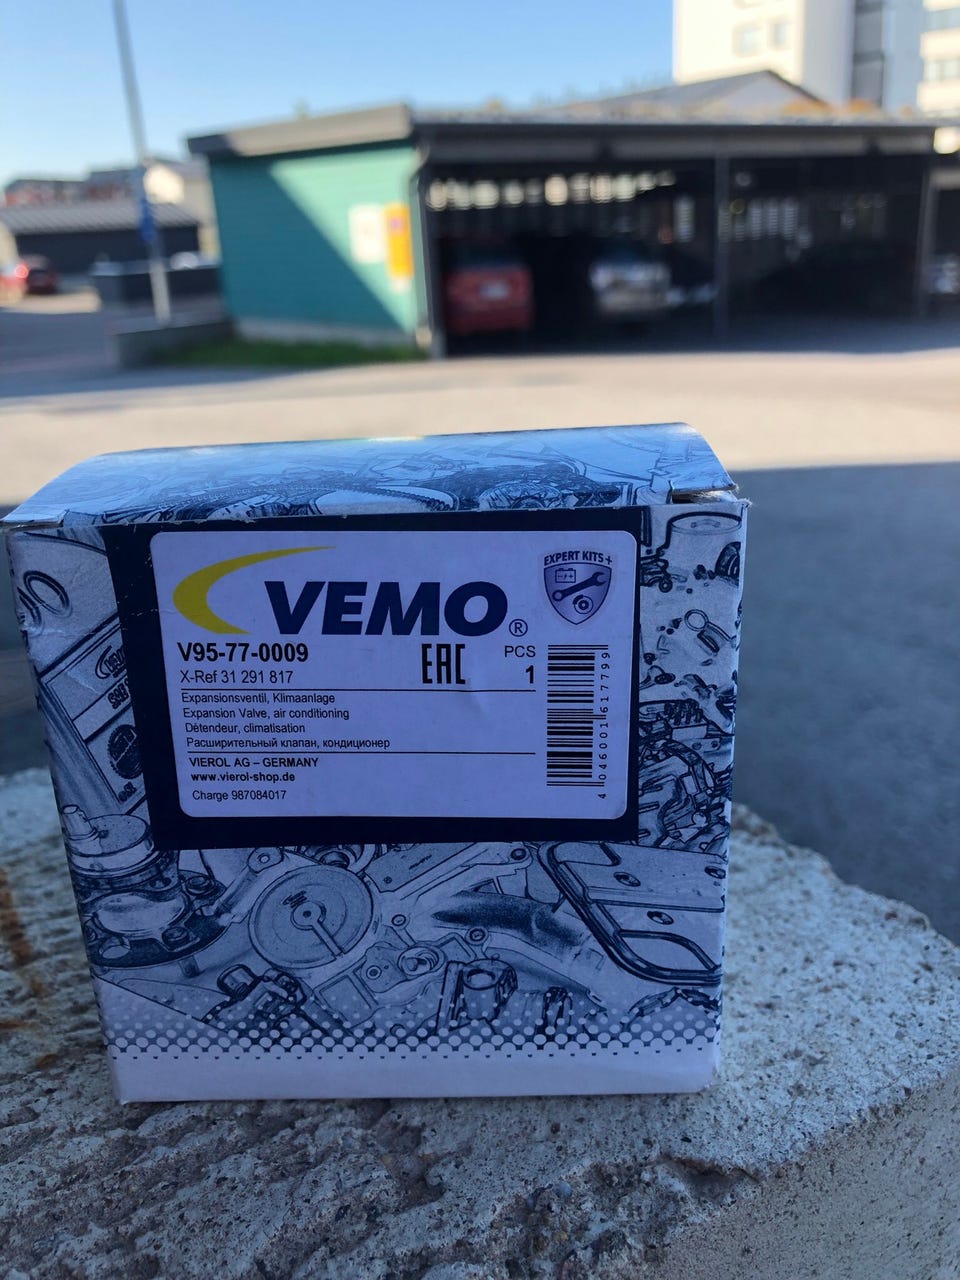 EXPERT KITS+
VEMO®
V95-77-0009
EAC
PCS
X-Ref 31 291 817
1
Expansionsventil, Klimaanlage
Expansion Valve, air conditioning
Détendeur, climatisation
Расширительный клапан, кондиционер
VIEROL AG – GERMANY
www.vierol-shop.de
Charge 987084017
4 046001 617799